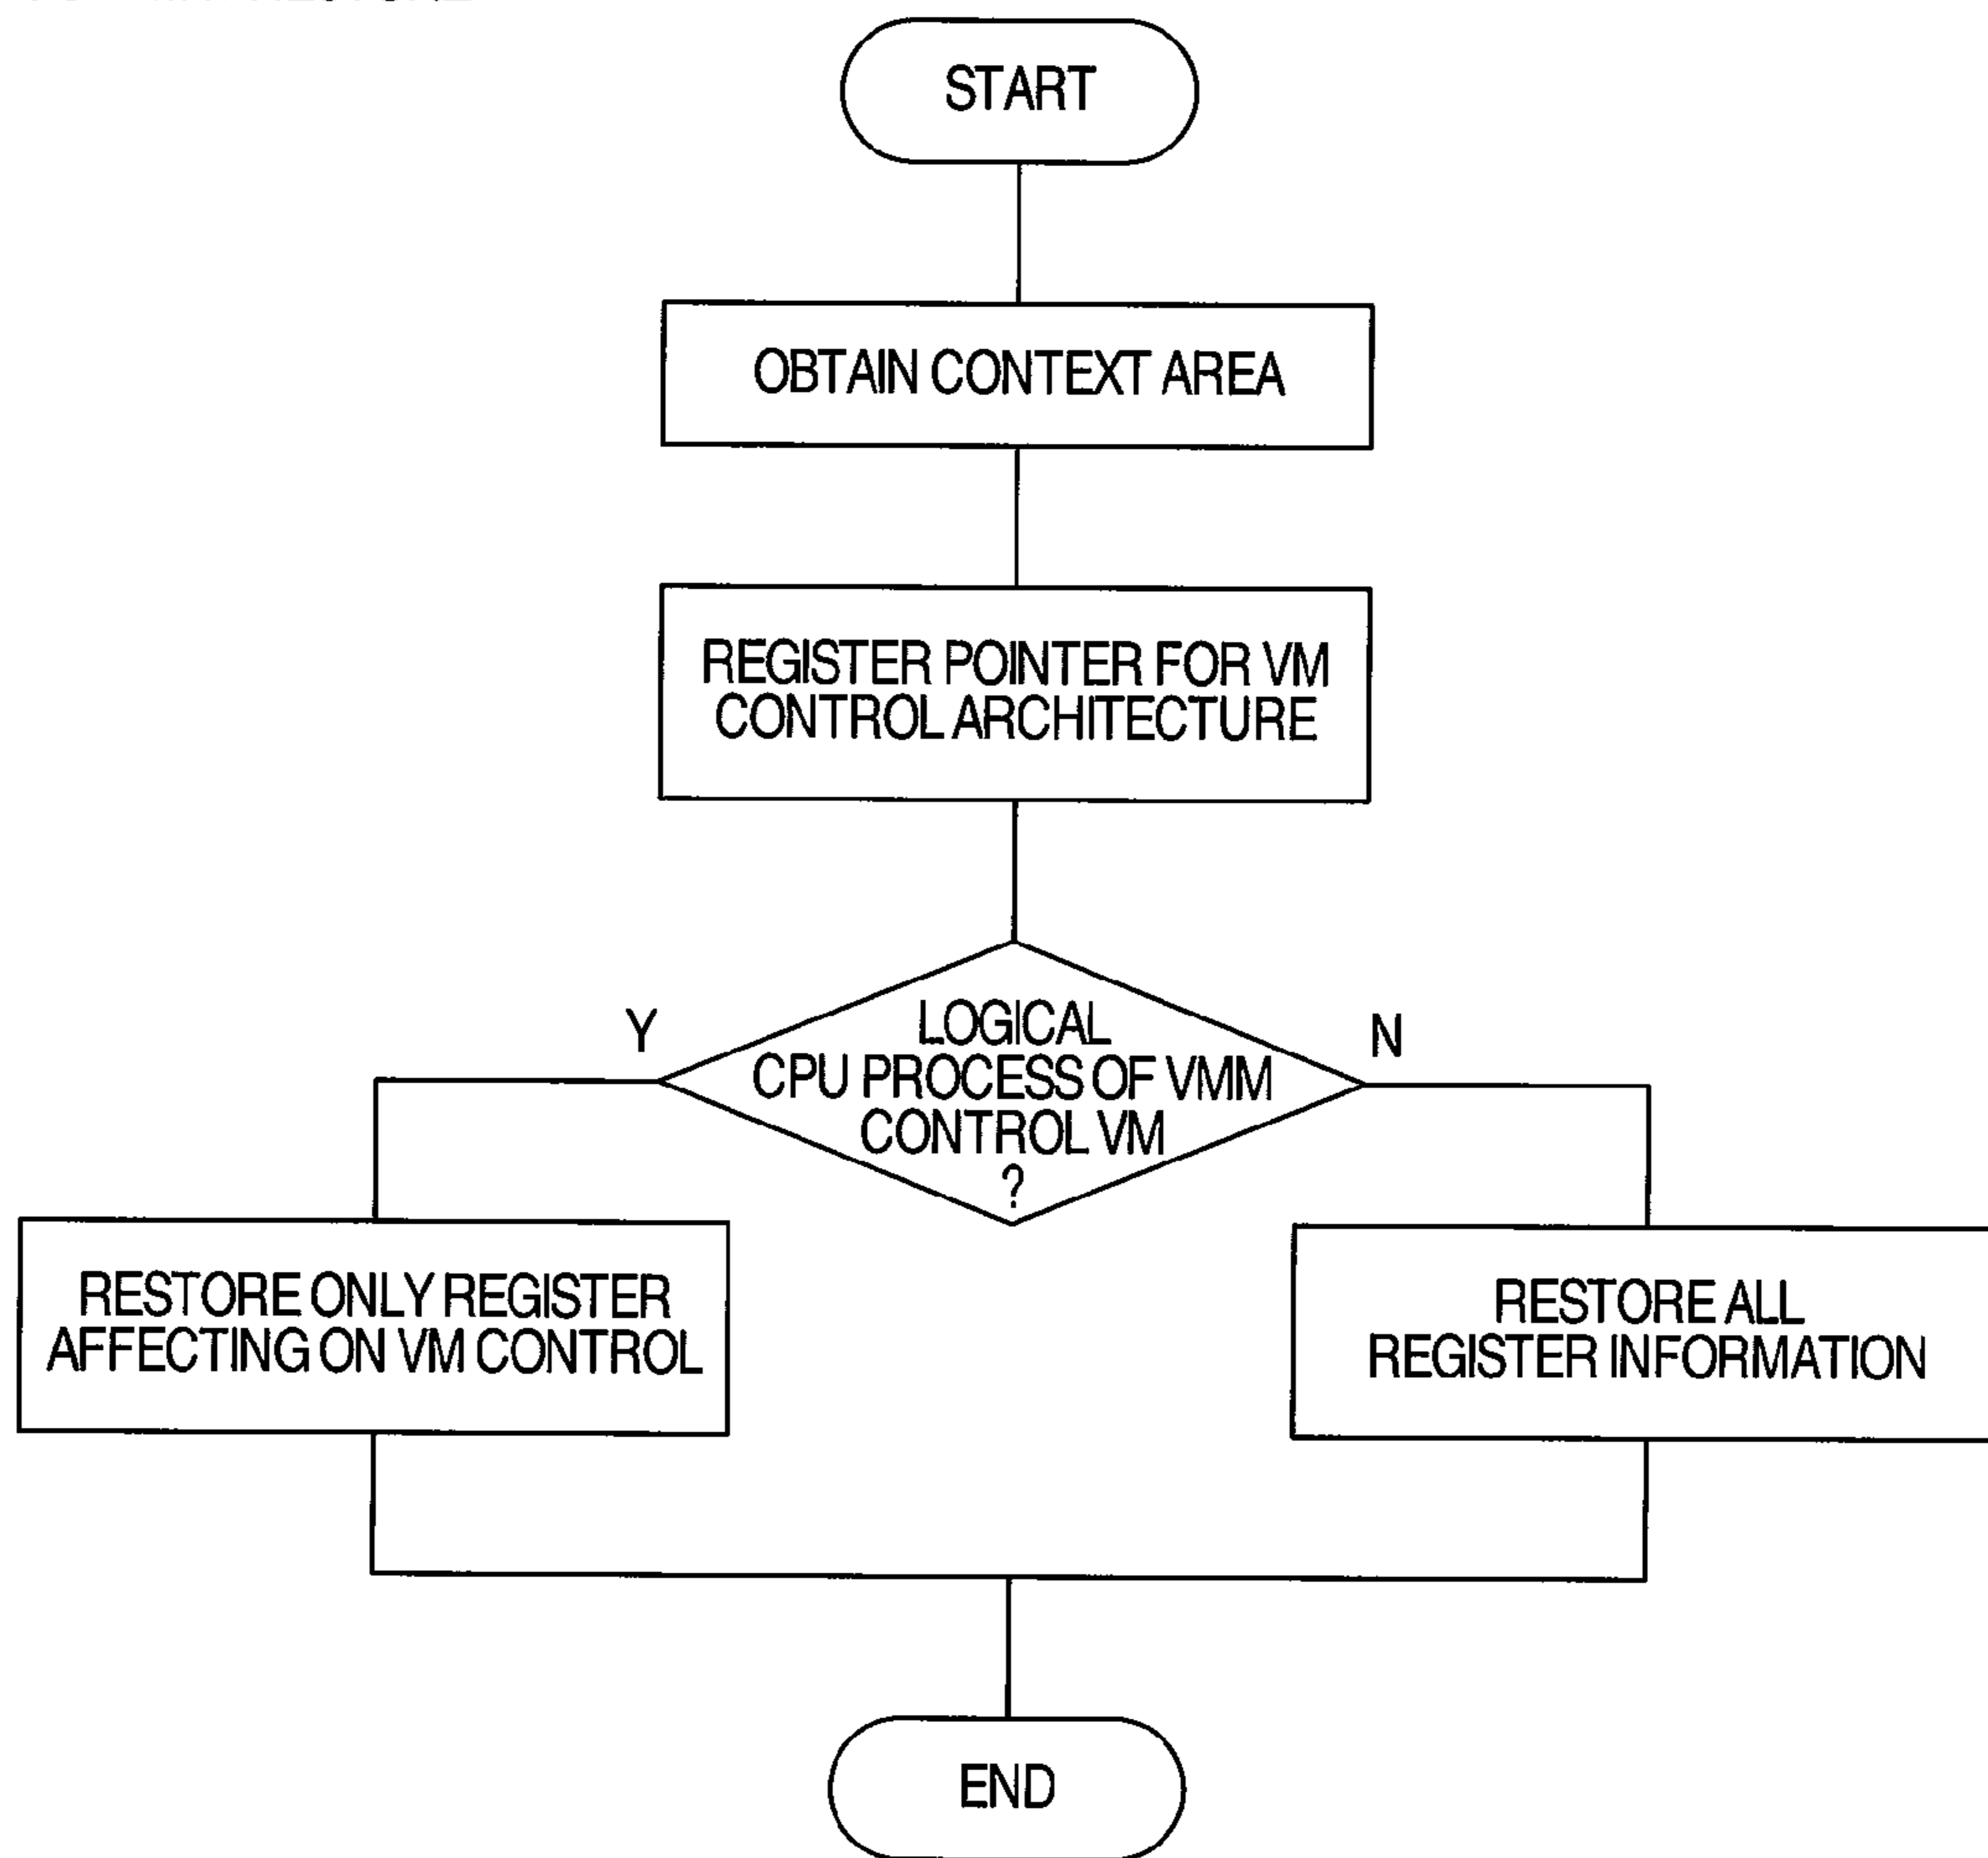 START
OBTAIN CONTEXT AREA
REGISTER POINTER FOR VM
CONTROL ARCHITECTURE
Y
N
LOGICAL
CPU PROCESS OF VMM
CONTROL VM
?
RESTORE ONLY REGISTER
AFFECTING ON VM CONTROL
RESTORE ALL
REGISTER INFORMATION
END